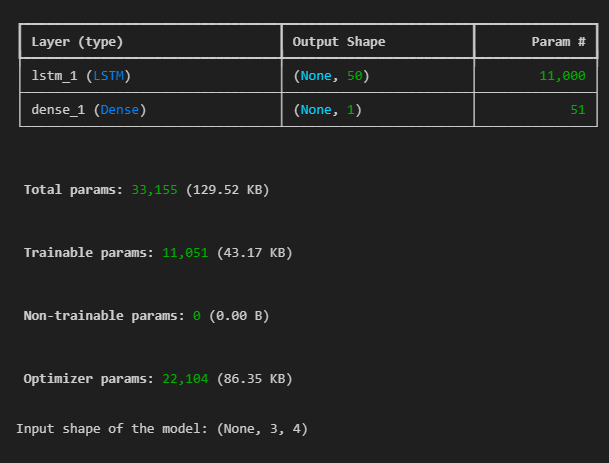 Layer (type) Output Shape Param #
lstm_1 (LSTM) (None, 50) 11,000
dense_1 (Dense) (None, 1) 51
Total params: 33,155 (129.52 KB)
Trainable params: 11,051 (43.17 KB)
Non-trainable params: 0 (0.00 B)
Optimizer params: 22,104 (86.35 KB)
Input shape of the model: (None, 3, 4)